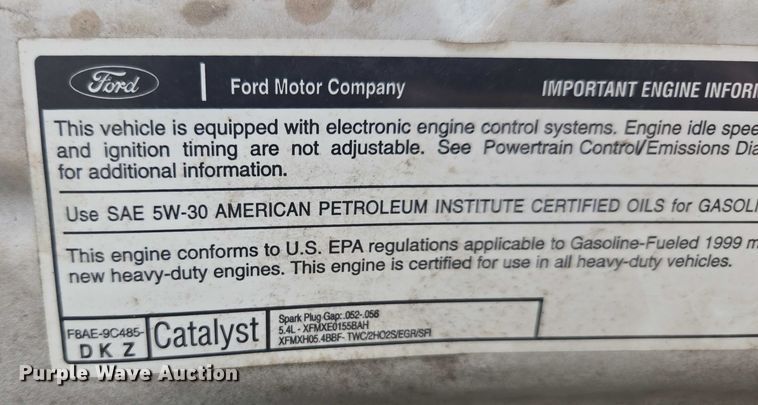 Ford
Ford Motor Company
IMPORTANT ENGINE INFOR
This vehicle is equipped with electronic engine control systems. Engine idle spee
and ignition timing are not adjustable. See Powertrain Control/Emissions Dia
for additional information.
Use SAE 5W-30 AMERICAN PETROLEUM INSTITUTE CERTIFIED OILS for GASOLI
This engine conforms to U.S. EPA regulations applicable to Gasoline-Fueled 1999 m
new heavy-duty engines. This engine is certified for use in all heavy-duty vehicles.
F8AE-9C485-
DKZ
Catalyst
Spark Plug Gap:.052-.056
5.4L - XFMXE0155BAH
XFMXH05.4BBF- TWC/2HO2S/EGR/SFI
Purple Wave Auction